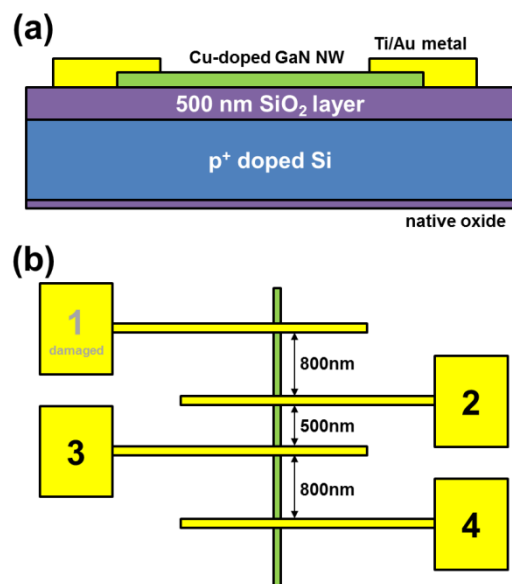 (a)
Cu-doped GaN NW
Ti/Au metal
500 nm SiO₂ layer
p⁺ doped Si
native oxide
(b)
1
damaged
800nm
2
500nm
3
800nm
4